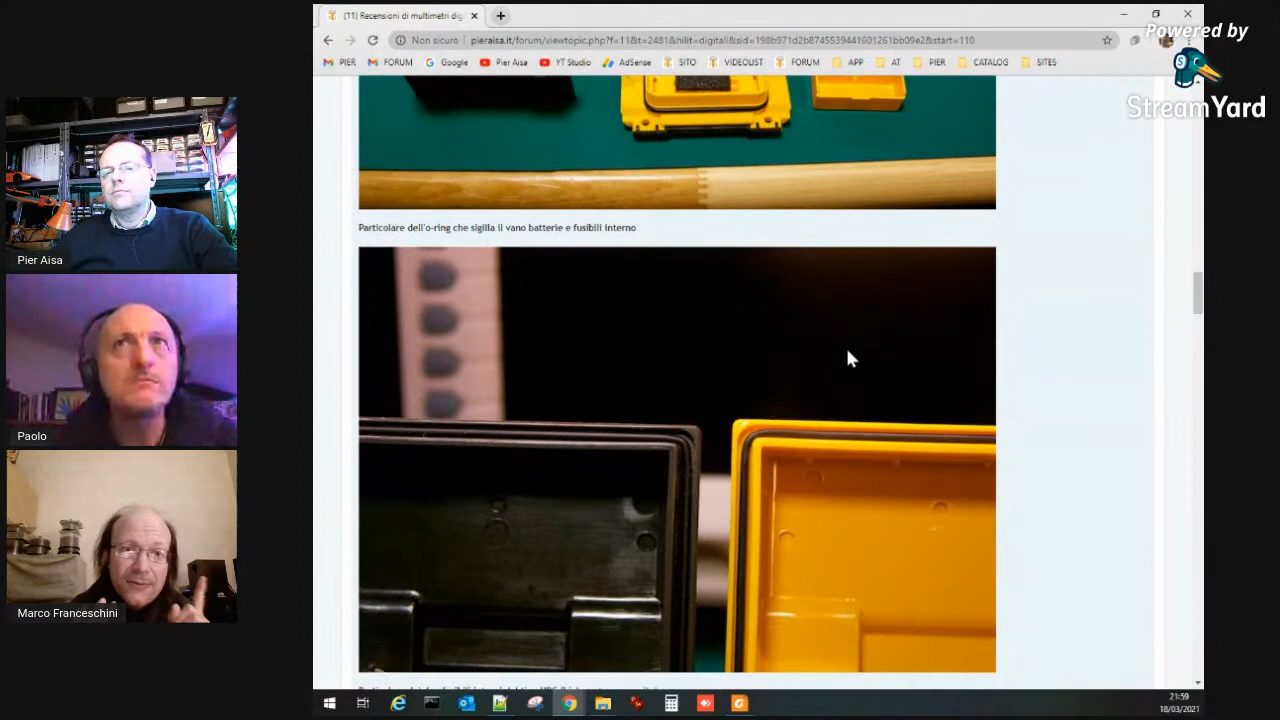 (11) Recensioni di multimetri dig
Powered by
StreamYard
Non sicuro
pieraisa.it/forum/viewtopic.php?f=11&t=2481&hilit=digitali&sid=198b971d2b8745539441601261bb09e2&start=110
PIER
FORUM
Google
Pier Aisa
YT Studio
AdSense
SITO
VIDEOLIST
FORUM
APP
AT
PIER
CATALOG
SITES
Particolare dell'o-ring che sigilla il vano batterie e fusibili interno
Pier Aisa
Paolo
Marco Franceschini
21:59
18/03/2021